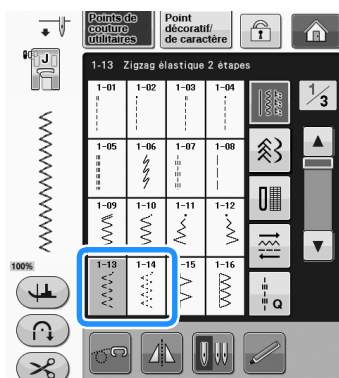 Points de
couture
utilitaires
Point
décoratif/
de caractère
J
1-13 Zigzag élastique 2 étapes
1-01 1-02 1-03 1-04
1/3
1-05 1-06 1-07 1-08
1-09 1-10 1-11 1-12
100%
1-13 1-14 -15 1-16
Q